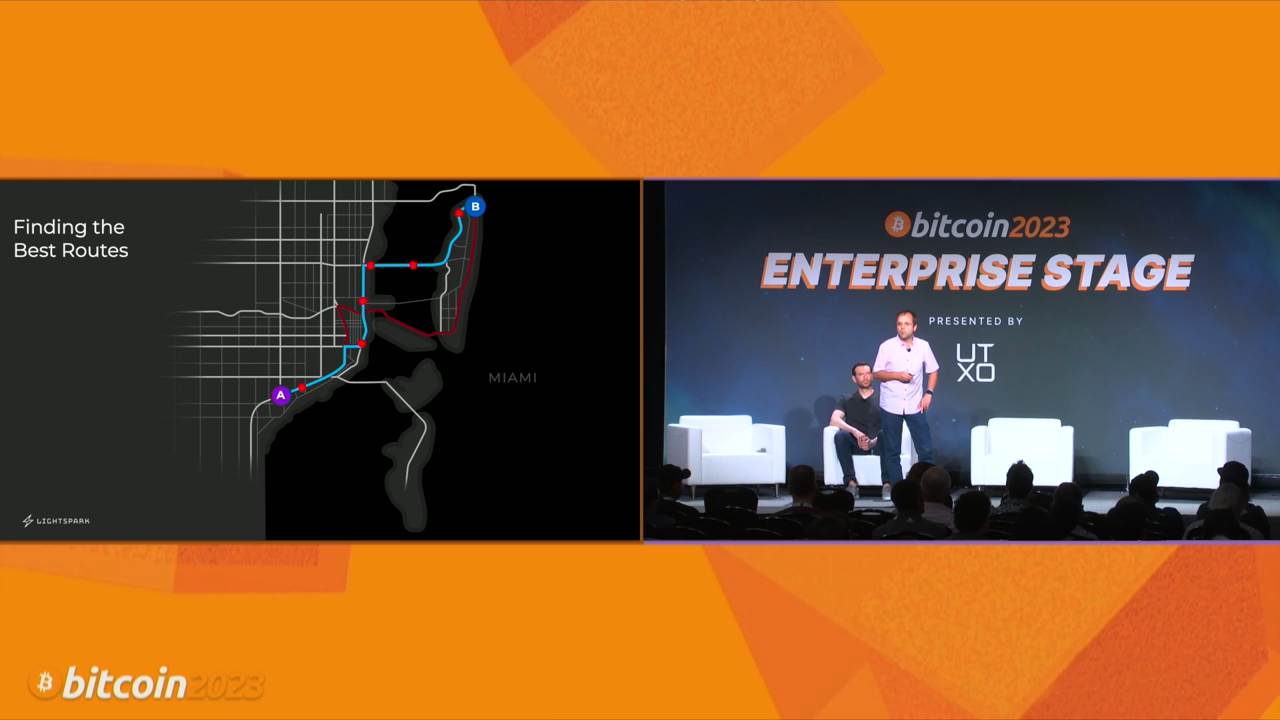 Finding the
Best Routes
A
B
MIAMI
LIGHTSPARK
bitcoin2023
ENTERPRISE STAGE
PRESENTED BY
UT
XO
bitcoin2023